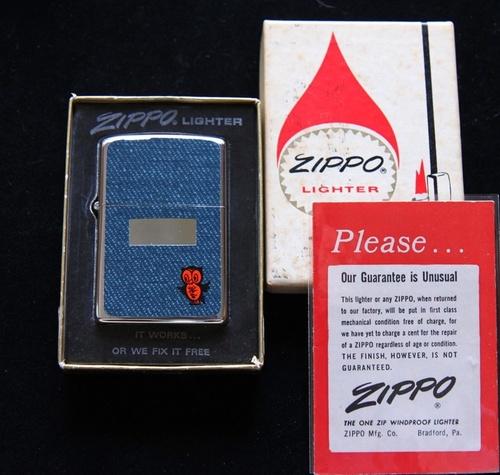 ZIPPO® LIGHTER
IT WORKS...
OR WE FIX IT FREE
ZIPPO®
LIGHTER
Please...
Our Guarantee is Unusual
This lighter or any ZIPPO, when returned
to our factory, will be put in first class
mechanical condition free of charge, for
we have yet to charge a cent for the repair
of a ZIPPO regardless of age or condition.
THE FINISH, HOWEVER, IS NOT
GUARANTEED.
ZIPPO®
THE ONE ZIP WINDPROOF LIGHTER
ZIPPO Mfg. Co. Bradford, Pa.